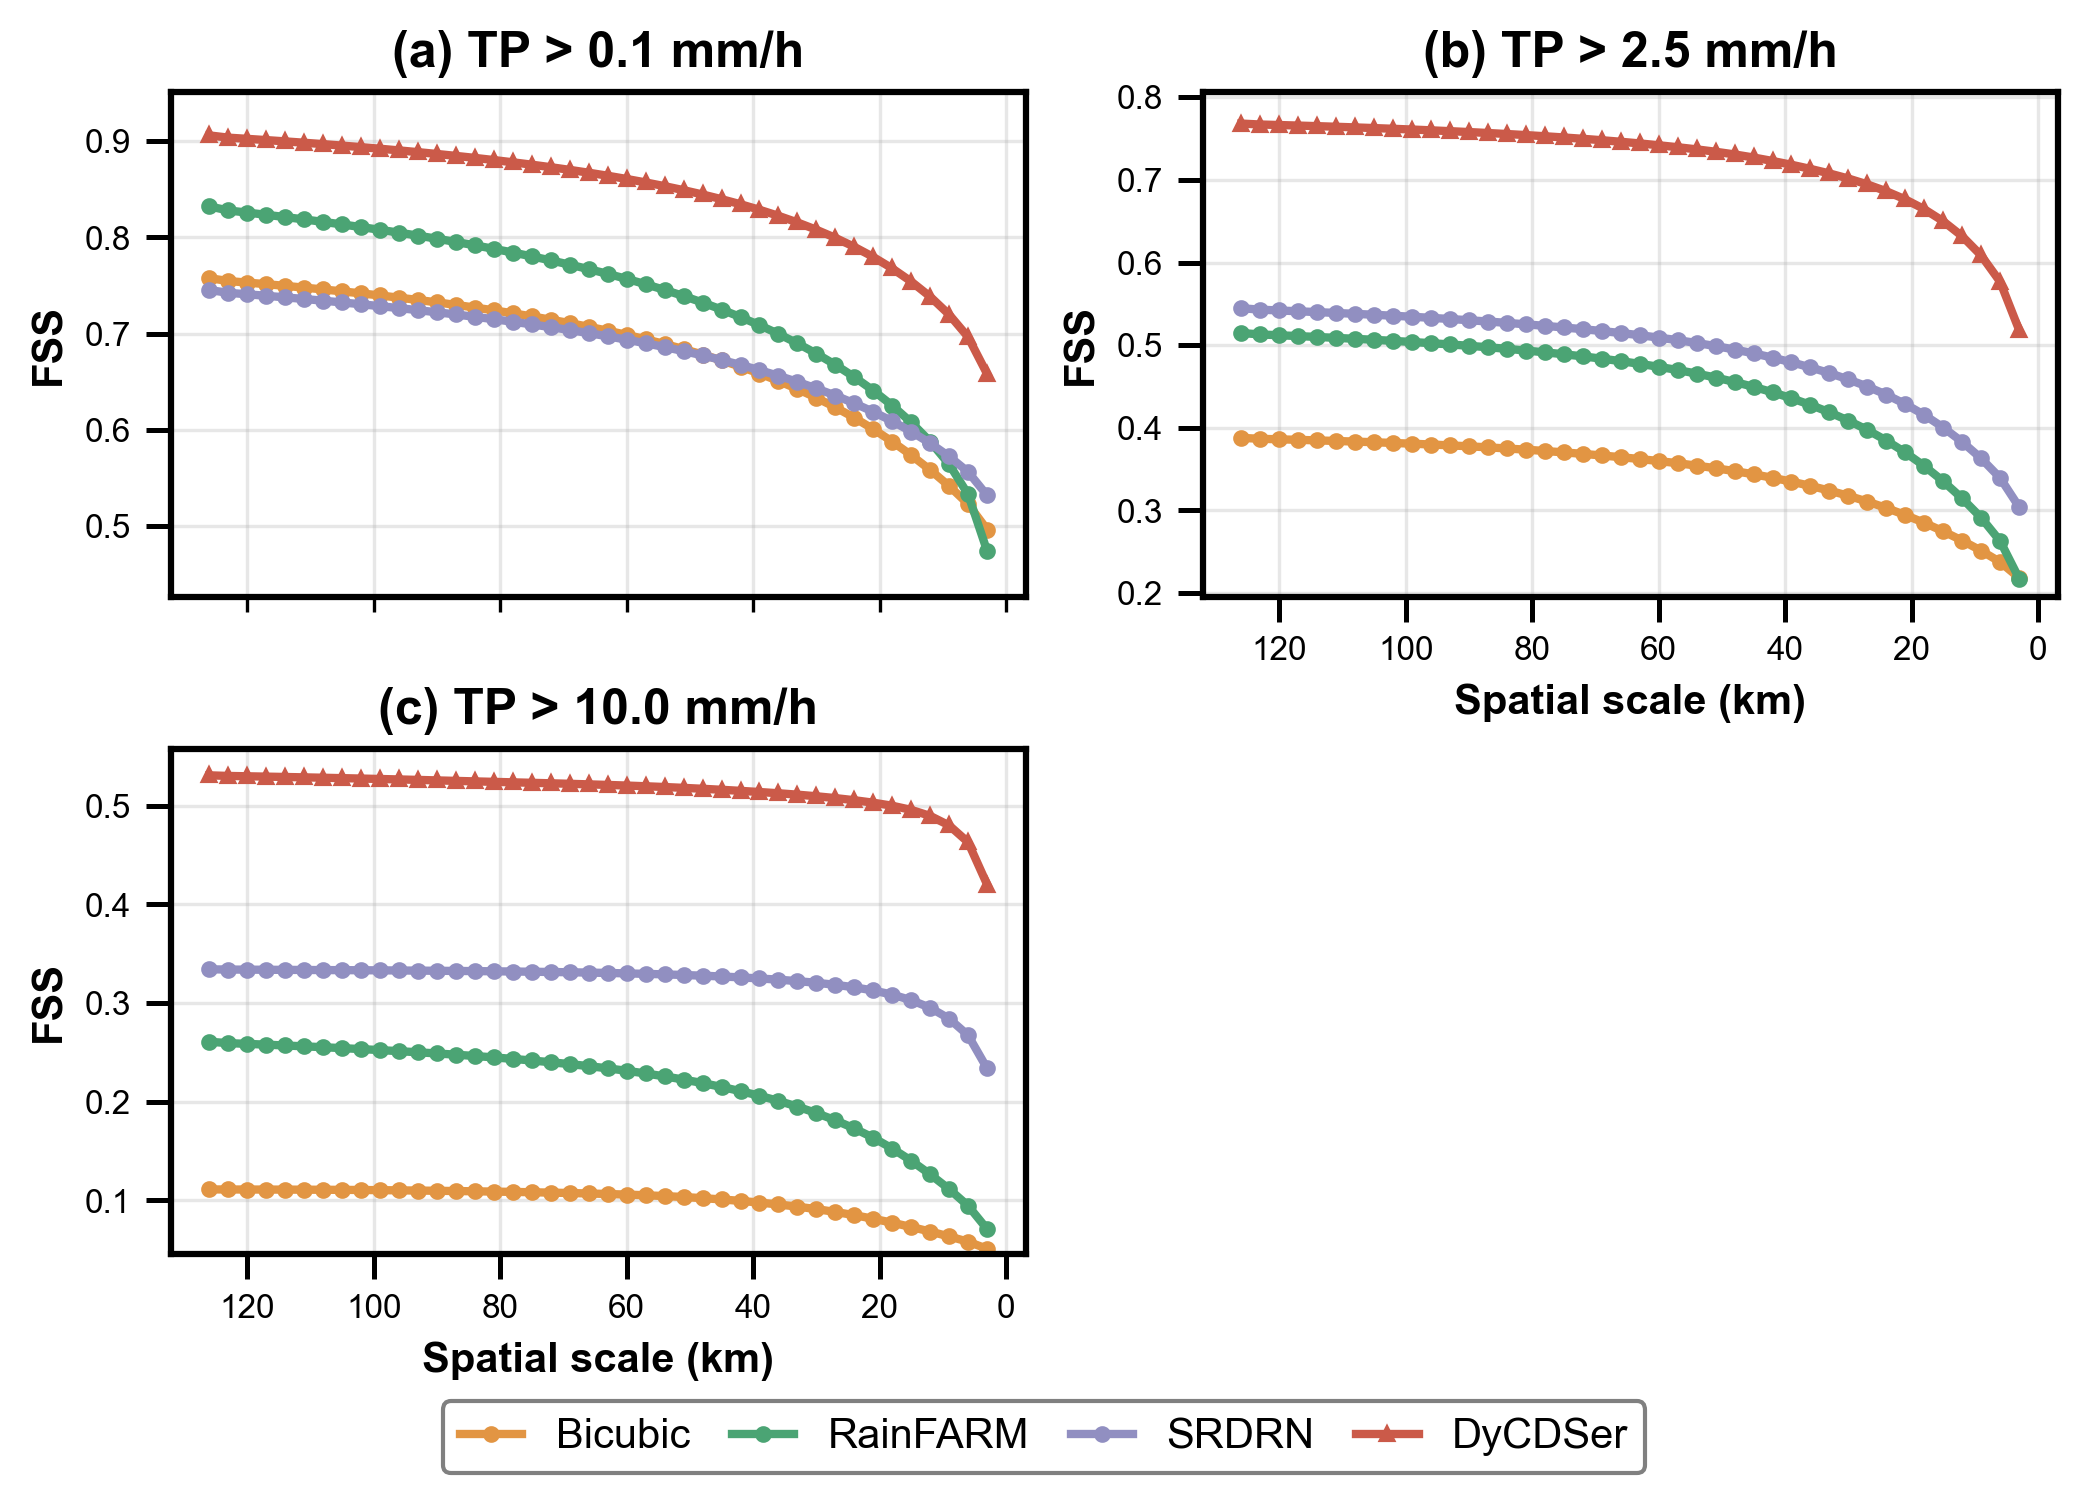 (a) TP > 0.1 mm/h
FSS
0.9
0.8
0.7
0.6
0.5
(b) TP > 2.5 mm/h
FSS
0.8
0.7
0.6
0.5
0.4
0.3
0.2
120 100 80 60 40 20 0
Spatial scale (km)
(c) TP > 10.0 mm/h
FSS
0.5
0.4
0.3
0.2
0.1
120 100 80 60 40 20 0
Spatial scale (km)
Bicubic RainFARM SRDRN DyCDSer